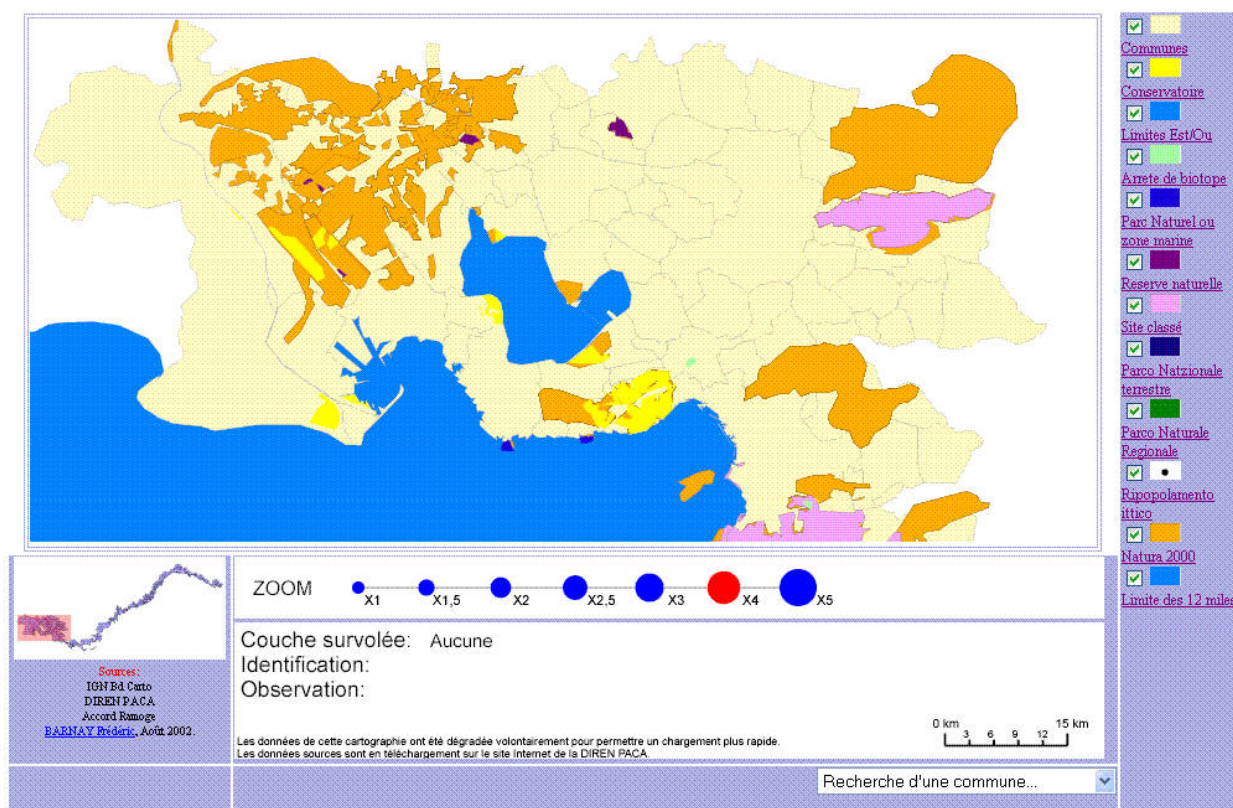 Communes
Conservatoire
Limites Est/Ou
Arrete de biotope
Parc Naturel ou
zone marine
Reserve naturelle
Site classé
Parco Natzionale
terrestre
Parco Naturale
Regionale
Ripopolamento
ittico
Natura 2000
Limite des 12 miles
ZOOM
X1 X1,5 X2 X2,5 X3 X4 X5
Couche survolée: Aucune
Identification:
Observation:
Sources:
IGN Bd Carto
DIREN PACA
Accord Ramoge
BARNAY Frédéric, Août 2002.
0 km 15 km
3 6 9 12
Les données de cette cartographie ont été dégradée volontairement pour permettre un chargement plus rapide.
Les données sources sont en téléchargement sur le site Internet de la DIREN PACA.
Recherche d'une commune...